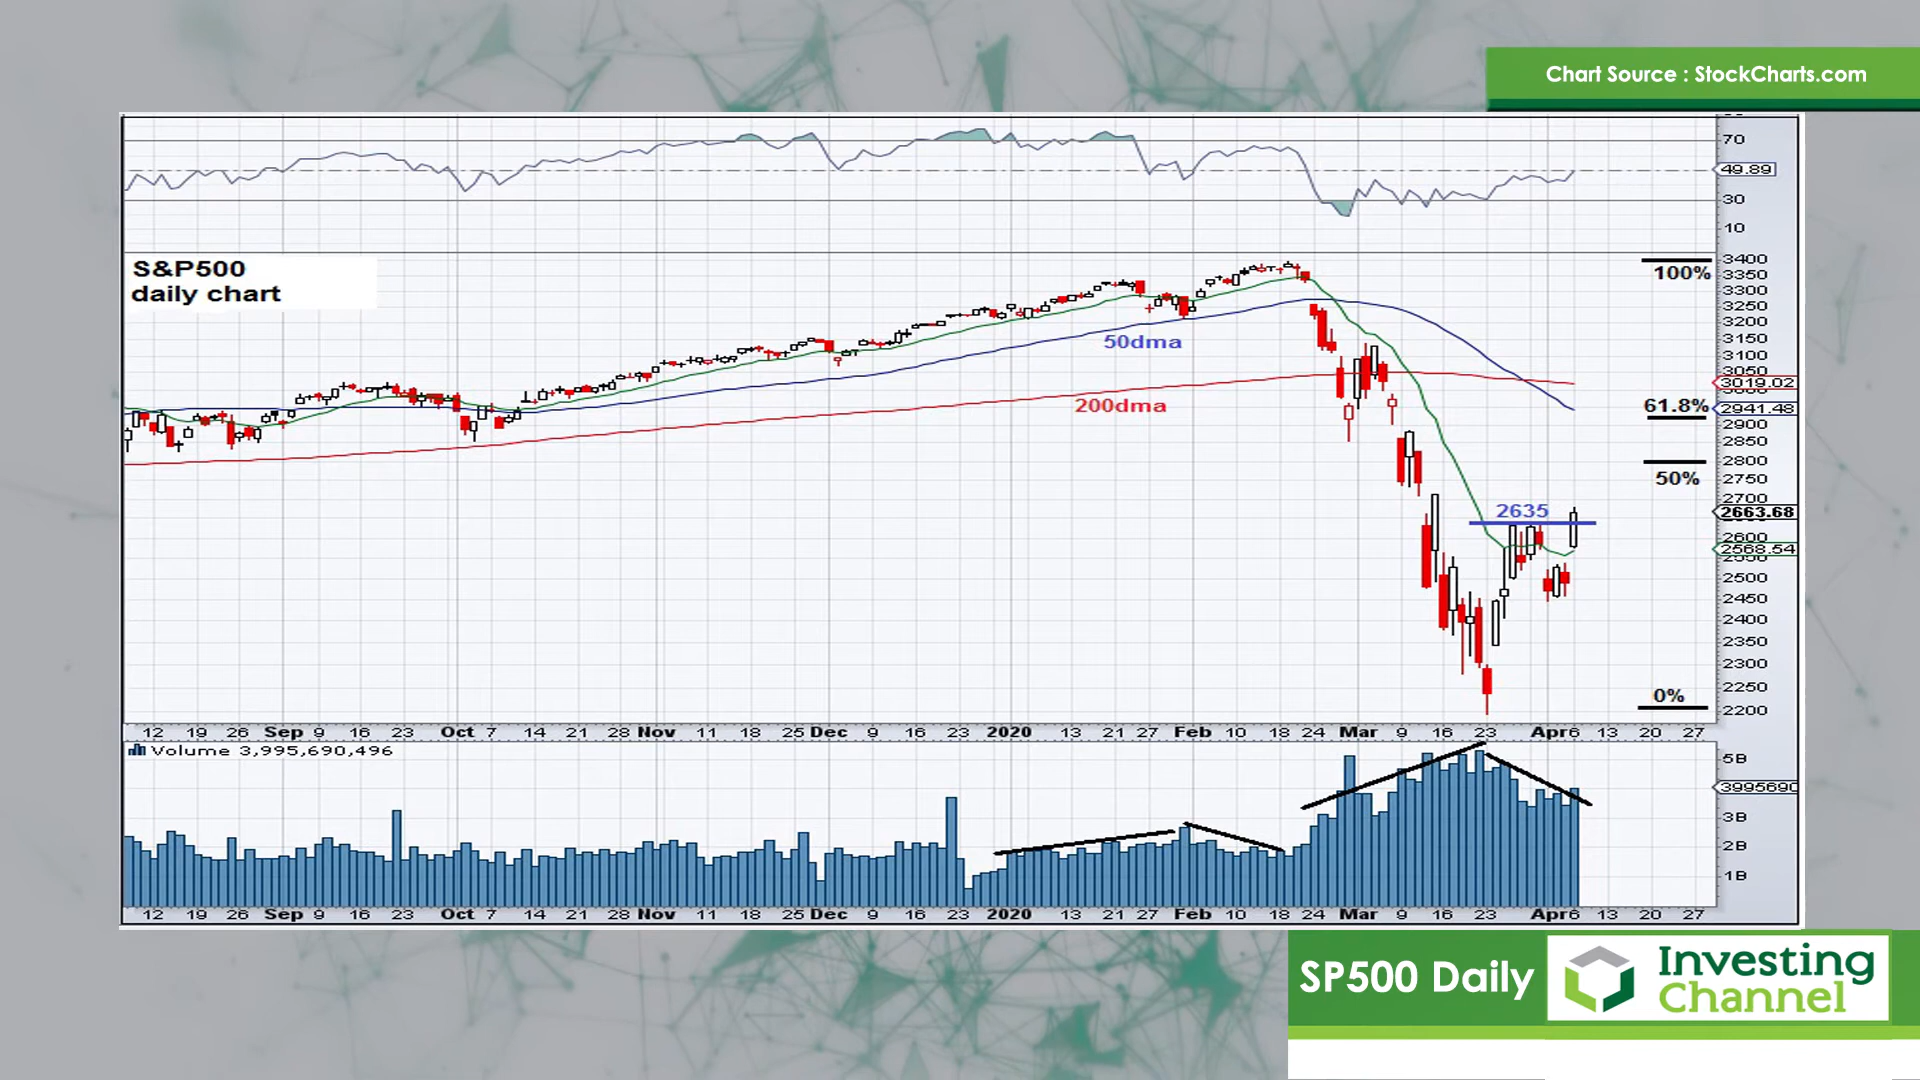 Chart Source : StockCharts.com
70
49.89
30
10
S&P500
daily chart
3400
100%
3350
3300
3250
3200
50dma
3150
3100
3050
3019.02
3000
200dma
61.8%
2941.48
2900
2850
2800
50%
2750
2700
2635
2663.68
2600
2568.54
2550
2500
2450
2400
2350
2300
0%
2250
2200
12 19 26 Sep 9 16 23 Oct 7 14 21 28 Nov 11 18 25 Dec 9 16 23 2020 13 21 27 Feb 10 18 24 Mar 9 16 23 Apr 6 13 20 27
Volume 3,995,690,496
5B
3995690
3B
2B
1B
12 19 26 Sep 9 16 23 Oct 7 14 21 28 Nov 11 18 25 Dec 9 16 23 2020 13 21 27 Feb 10 18 24 Mar 9 16 23 Apr 6 13 20 27
SP500 Daily
Investing
Channel